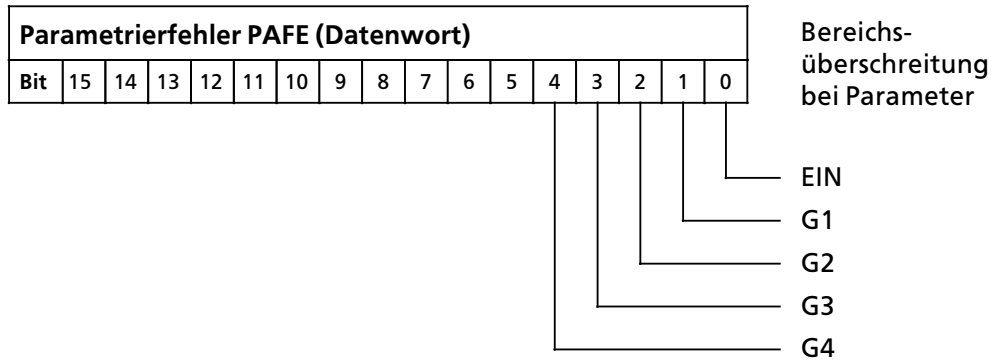 Parametrierfehler PAFE (Datenwort)
Bit 15 14 13 12 11 10 9 8 7 6 5 4 3 2 1 0
Bereichs-
überschreitung
bei Parameter
EIN
G1
G2
G3
G4